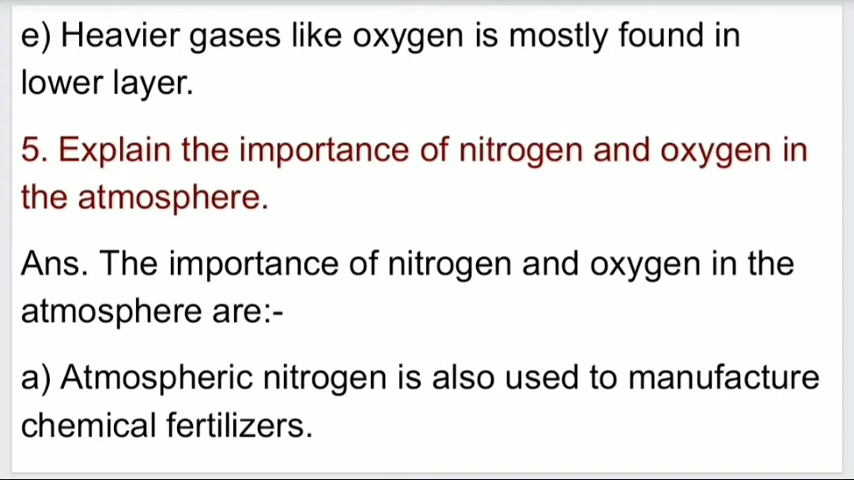 e) Heavier gases like oxygen is mostly found in
lower layer.
5. Explain the importance of nitrogen and oxygen in
the atmosphere.
Ans. The importance of nitrogen and oxygen in the
atmosphere are:-
a) Atmospheric nitrogen is also used to manufacture
chemical fertilizers.